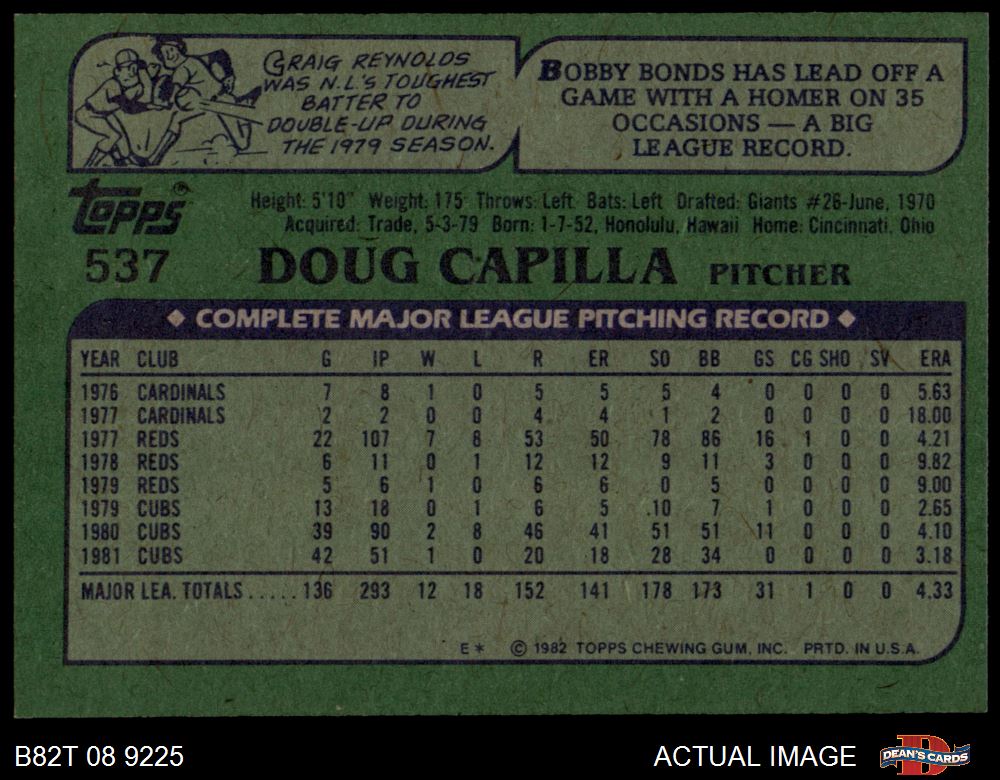 CRAIG REYNOLDS
WAS N.L.'S TOUGHEST
BATTER TO
DOUBLE-UP DURING
THE 1979 SEASON.
BOBBY BONDS HAS LEAD OFF A
GAME WITH A HOMER ON 35
OCCASIONS — A BIG
LEAGUE RECORD.
Topps ®
537
Height: 5'10" Weight: 175 Throws: Left Bats: Left Drafted: Giants #26-June, 1970
Acquired: Trade, 5-3-79 Born: 1-7-52, Honolulu, Hawaii Home: Cincinnati, Ohio
DOUG CAPILLA PITCHER
◆ COMPLETE MAJOR LEAGUE PITCHING RECORD ◆
YEAR CLUB G IP W L R ER SO BB GS CG SHO SV ERA
1976 CARDINALS 7 8 1 0 5 5 5 4 0 0 0 0 5.63
1977 CARDINALS 2 2 0 0 4 4 1 2 0 0 0 0 18.00
1977 REDS 22 107 7 8 53 50 78 86 16 1 0 0 4.21
1978 REDS 6 11 0 1 12 12 9 11 3 0 0 0 9.82
1979 REDS 5 6 1 0 6 6 0 5 0 0 0 0 9.00
1979 CUBS 13 18 0 1 6 5 .10 7 1 0 0 0 2.65
1980 CUBS 39 90 2 8 46 41 51 51 11 0 0 0 4.10
1981 CUBS 42 51 1 0 20 18 28 34 0 0 0 0 3.18
MAJOR LEA. TOTALS ..... 136 293 12 18 152 141 178 173 31 1 0 0 4.33
E* © 1982 TOPPS CHEWING GUM, INC. PRTD. IN U.S.A.
B82T 08 9225
ACTUAL IMAGE
D
DEAN'S CARDS